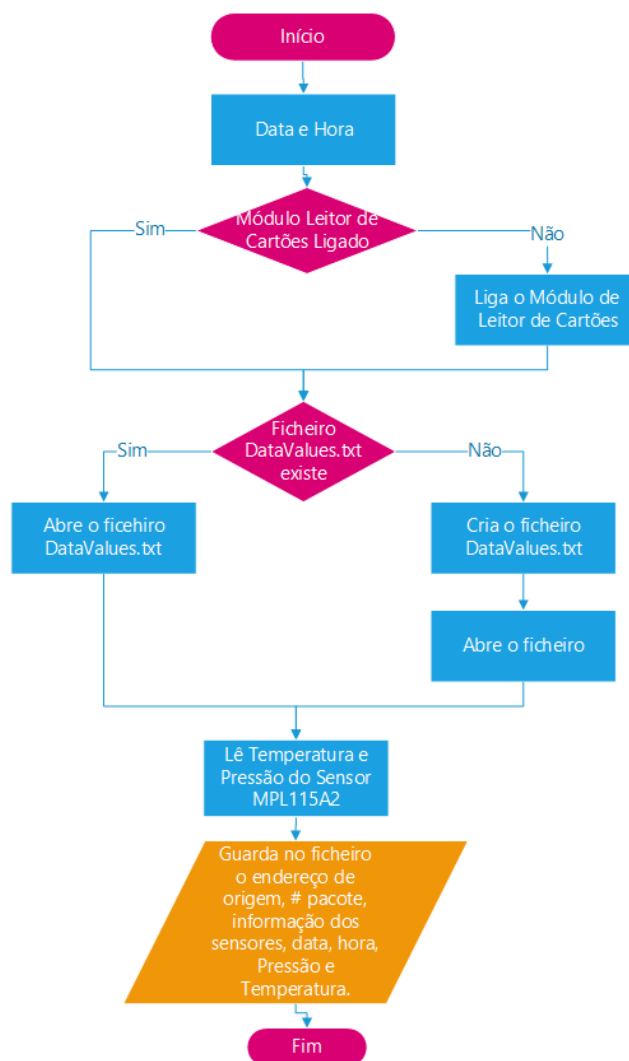 Início
Data e Hora
Módulo Leitor de
Cartões Ligado
Sim
Não
Liga o Módulo de
Leitor de Cartões
Ficheiro
DataValues.txt
existe
Sim
Não
Abre o ficehiro
DataValues.txt
Cria o ficheiro
DataValues.txt
Abre o ficheiro
Lê Temperatura e
Pressão do Sensor
MPL115A2
Guarda no ficheiro
o endereço de
origem, # pacote,
informação dos
sensores, data, hora,
Pressão e
Temperatura.
Fim